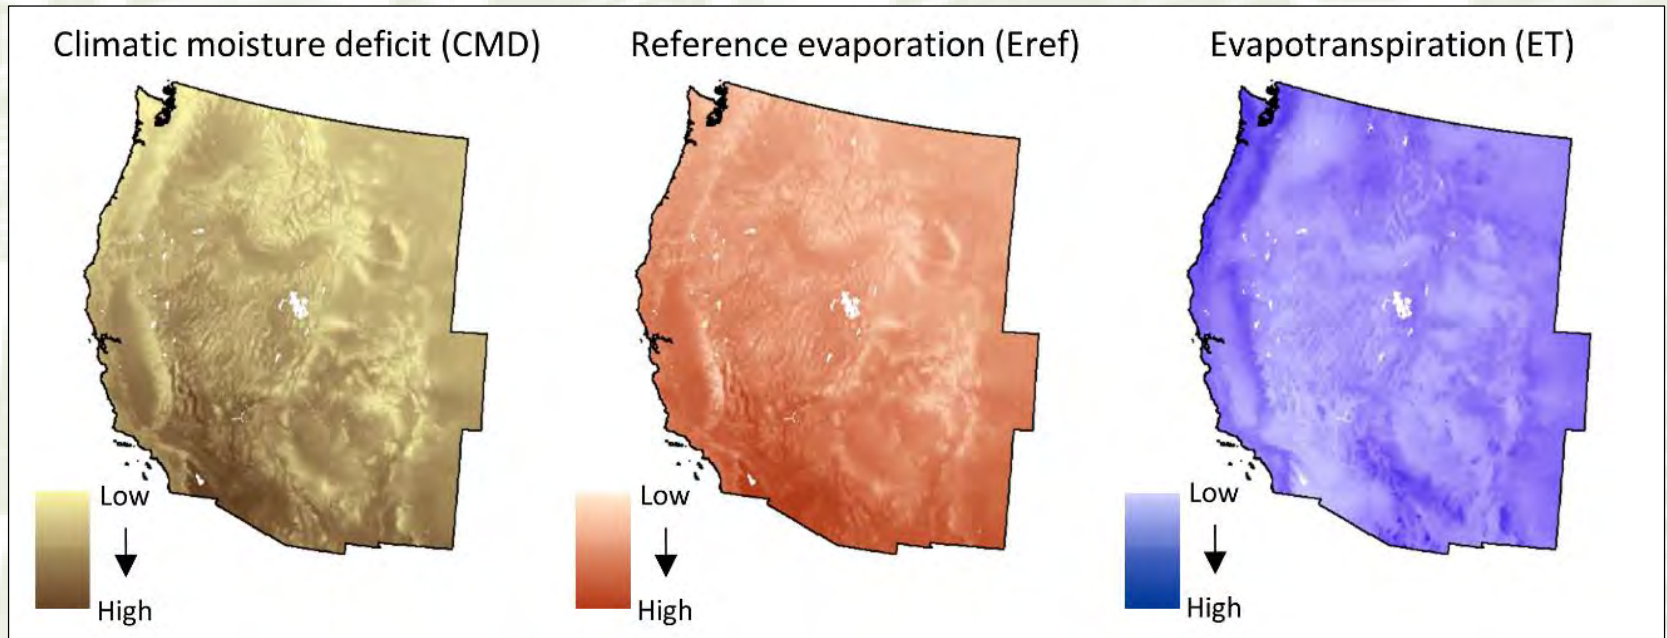 Climatic moisture deficit (CMD)
Reference evaporation (Eref)
Evapotranspiration (ET)
Low
High
Low
High
Low
High